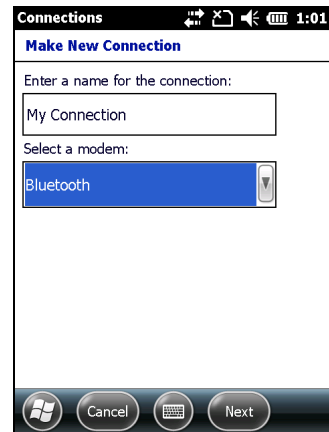 Connections 1:01
Make New Connection
Enter a name for the connection:
My Connection
Select a modem:
Bluetooth
Cancel Next